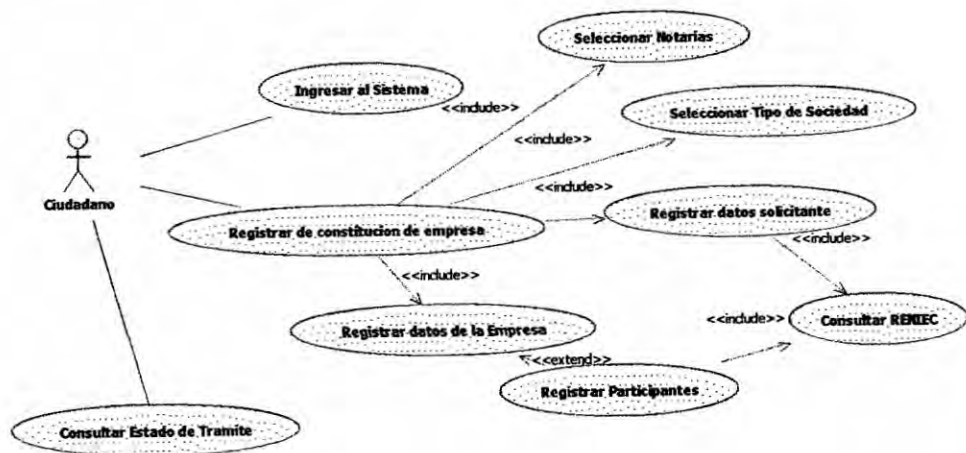 Seleccionar Notarias
Ingresar al Sistema
<<include>>
Seleccionar Tipo de Sociedad
<<include>>
Ciudadano
<<include>>
Registrar datos solicitante
Registrar de constitucion de empresa
<<include>>
<<include>>
Registrar datos de la Empresa
<<include>>
Consultar RENIEC
<<extend>>
Registrar Participantes
Consultar Estado de Tramite